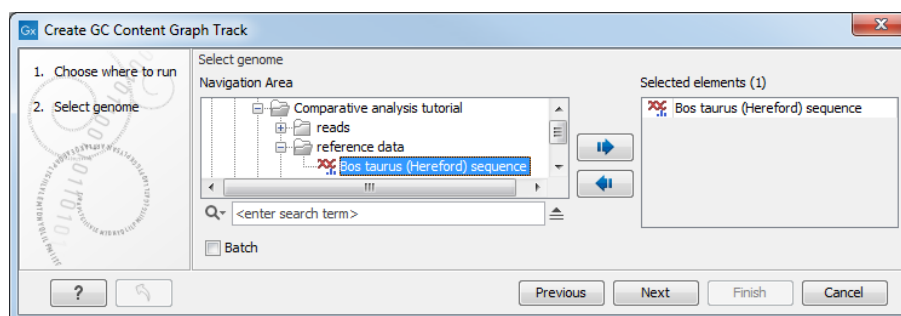 Gx Create GC Content Graph Track
1. Choose where to run
2. Select genome
Select genome
Navigation Area
Comparative analysis tutorial
reads
reference data
Bos taurus (Hereford) sequence
<enter search term>
Batch
Selected elements (1)
Bos taurus (Hereford) sequence
?
Previous
Next
Finish
Cancel